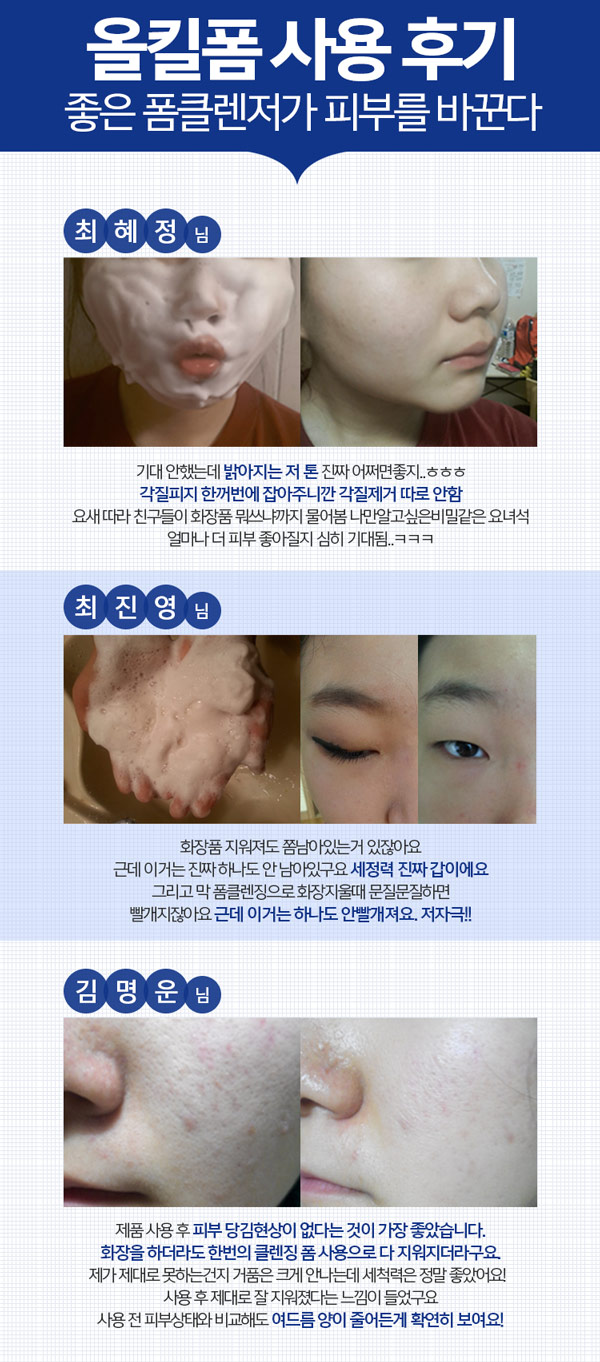 올킬폼 사용 후기
좋은 폼클렌저가 피부를 바꾼다
최혜정님
기대 안했는데 밝아지는 저 톤 진짜 어쩌면좋지..ㅎㅎㅎ
각질피지 한꺼번에 잡아주니깐 각질제거 따로 안함
요새 따라 친구들이 화장품 뭐쓰냐까지 물어봄 나만알고싶은비밀같은 요녀석
얼마나 더 피부 좋아질지 심히 기대됨..ㅋㅋㅋ
최진영님
화장품 지워져도 쫌남아있는거 있잖아요
근데 이거는 진짜 하나도 안 남아있구요 세정력 진짜 갑이에요
그리고 막 폼클렌징으로 화장지울때 문질문질하면
빨개지잖아요 근데 이거는 하나도 안빨개져요. 저자극!!
김명운님
제품 사용 후 피부 당김현상이 없다는 것이 가장 좋았습니다.
화장을 하더라도 한번의 클렌징 폼 사용으로 다 지워지더라구요.
제가 제대로 못하는건지 거품은 크게 안나는데 세척력은 정말 좋았어요!
사용 후 제대로 잘 지워졌다는 느낌이 들었구요
사용 전 피부상태와 비교해도 여드름 양이 줄어든게 확연히 보여요!